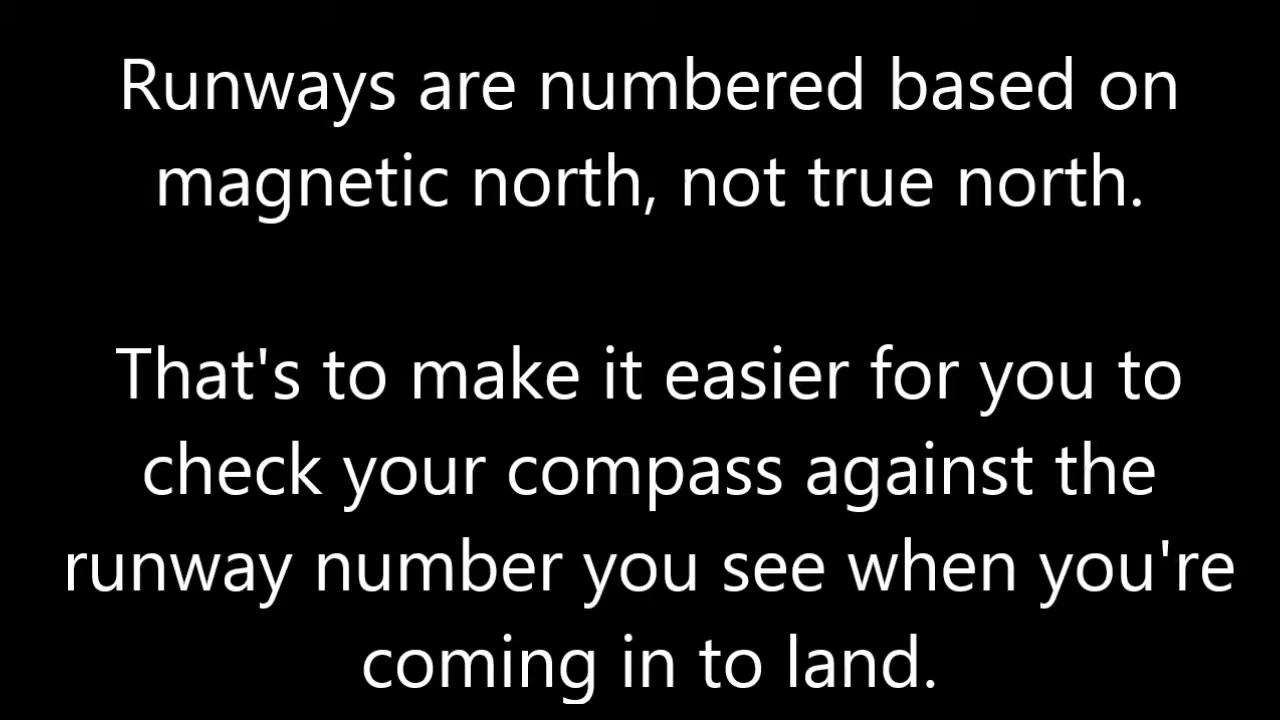 Runways are numbered based on
magnetic north, not true north.
That's to make it easier for you to
check your compass against the
runway number you see when you're
coming in to land.